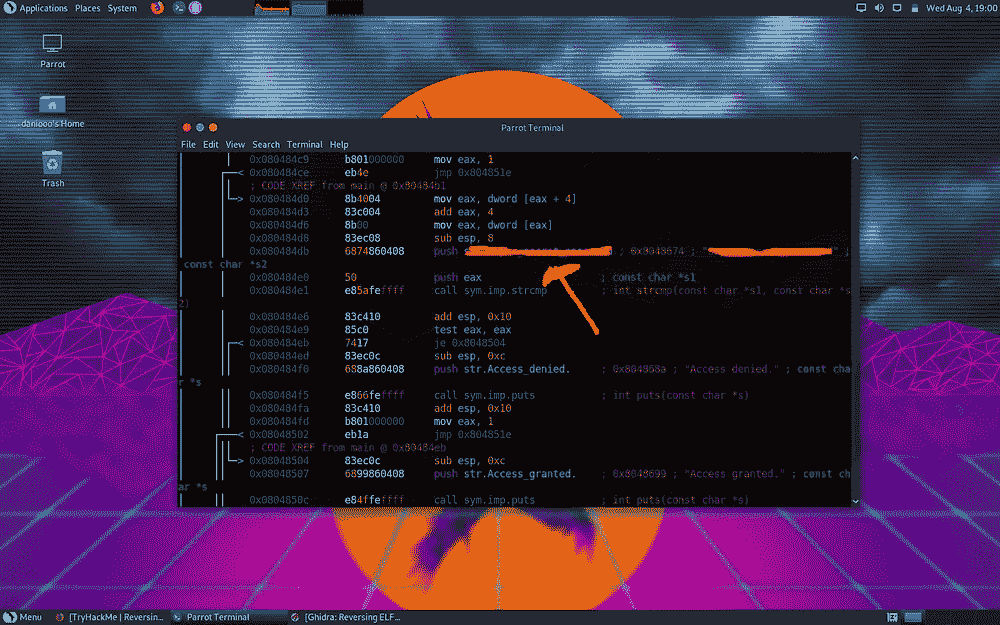 Applications Places System
Wed Aug 4, 19:00
Parrot
danlooo's Home
Trash
Parrot Terminal
File Edit View Search Terminal Help
0x080484c9 b801000000 mov eax, 1
0x080484ce eb4e jmp 0x804851e
; CODE XREF from main @ 0x80484b1
0x080484d0 8b4004 mov eax, dword [eax + 4]
0x080484d3 83c004 add eax, 4
0x080484d6 8b00 mov eax, dword [eax]
0x080484d8 83ec08 sub esp, 8
0x080484db 6874860408 push ; 0x8048674 ; " " ;
const char *s2
0x080484e0 50 push eax ; const char *s1
0x080484e1 e85afeffff call sym.imp.strcmp ; int strcmp(const char *s1, const char *s
2)
0x080484e6 83c410 add esp, 0x10
0x080484e9 85c0 test eax, eax
0x080484eb 7417 je 0x8048504
0x080484ed 83ec0c sub esp, 0xc
0x080484f0 688a860408 push str.Access_denied. ; 0x804868a ; "Access denied." ; const cha
r *s
0x080484f5 e866feffff call sym.imp.puts ; int puts(const char *s)
0x080484fa 83c410 add esp, 0x10
0x080484fd b801000000 mov eax, 1
0x08048502 eb1a jmp 0x804851e
; CODE XREF from main @ 0x80484eb
0x08048504 83ec0c sub esp, 0xc
0x08048507 6899860408 push str.Access_granted. ; 0x8048699 ; "Access granted." ; const ch
ar *s
0x0804850c e84ffeffff call sym.imp.puts ; int puts(const char *s)
Menu [TryHackMe | Reversin... Parrot Terminal [Ghidra: Reversing ELF...